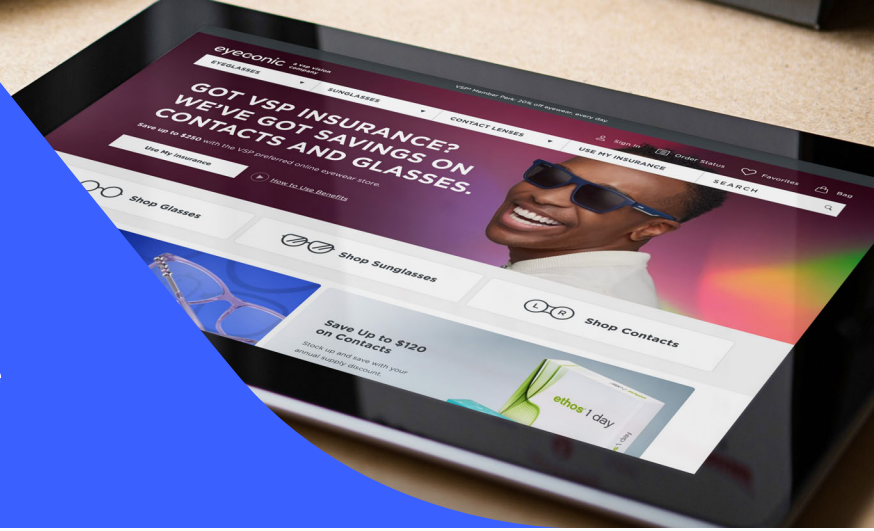 VSP® Member Perk: 20% off eyewear, every day
eyeconic
a vsp vision
company
Sign In
Order Status
Favorites
Bag
EYEGLASSES
SUNGLASSES
CONTACT LENSES
USE MY INSURANCE
SEARCH
GOT VSP INSURANCE?
WE'VE GOT SAVINGS ON
CONTACTS AND GLASSES.
Save up to $250 with the VSP preferred online eyewear store.
Use My Insurance
How to Use Benefits
Shop Glasses
Shop Sunglasses
L R
Shop Contacts
Save Up to $120
on Contacts
Stock up and save with your
annual supply discount.
ethos 1 day
1 day